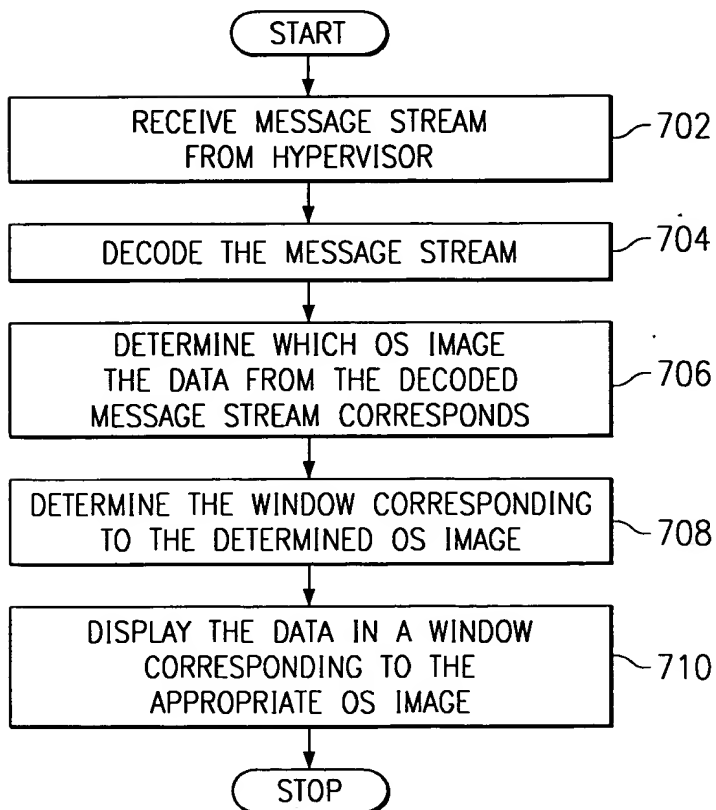 START
RECEIVE MESSAGE STREAM
FROM HYPERVISOR
702
DECODE THE MESSAGE STREAM
704
DETERMINE WHICH OS IMAGE
THE DATA FROM THE DECODED
MESSAGE STREAM CORRESPONDS
706
DETERMINE THE WINDOW CORRESPONDING
TO THE DETERMINED OS IMAGE
708
DISPLAY THE DATA IN A WINDOW
CORRESPONDING TO THE
APPROPRIATE OS IMAGE
710
STOP